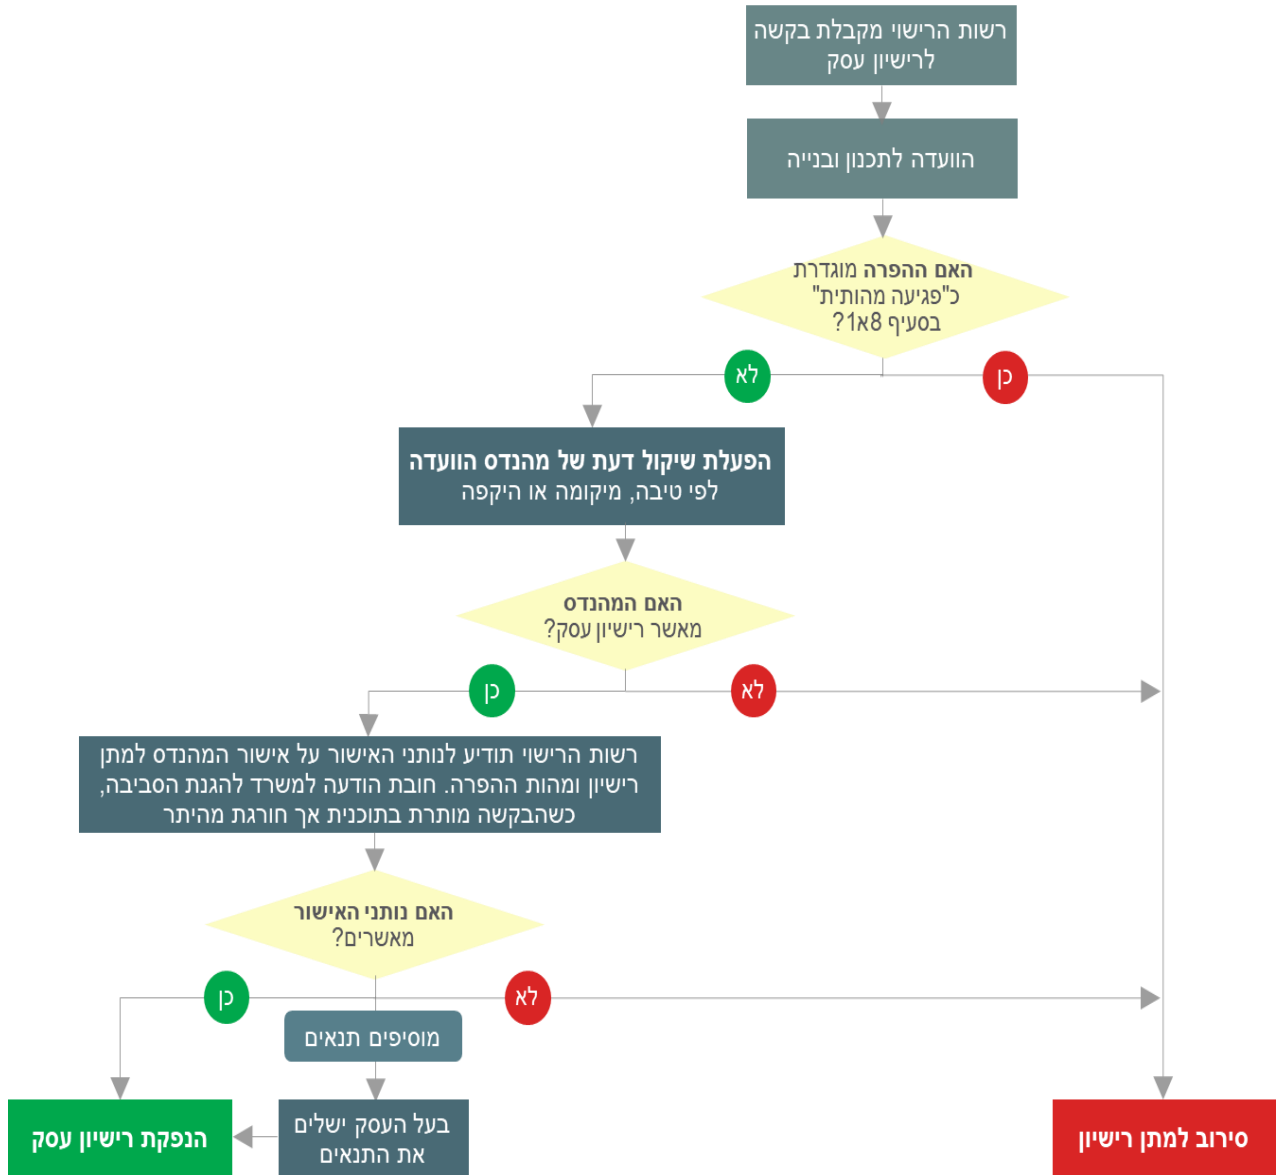 רשות הרישוי מקבלת בקשה
לרישיון עסק
הוועדה לתכנון ובנייה
האם ההפרה מוגדרת
כ"פגיעה מהותית"
בסעיף 8א1?
לא
כן
הפעלת שיקול דעת של מהנדס הוועדה
לפי טיבה, מיקומה או היקפה
האם המהנדס
מאשר רישיון עסק?
כן
לא
רשות הרישוי תודיע לנותני האישור על אישור המהנדס למתן
רישיון ומהות ההפרה. חובת הודעה למשרד להגנת הסביבה,
כשהבקשה מותרת בתוכנית אך חורגת מהיתר
האם נותני האישור
מאשרים?
כן
לא
מוסיפים תנאים
בעל העסק ישלים
את התנאים
הנפקת רישיון עסק
סירוב למתן רישיון